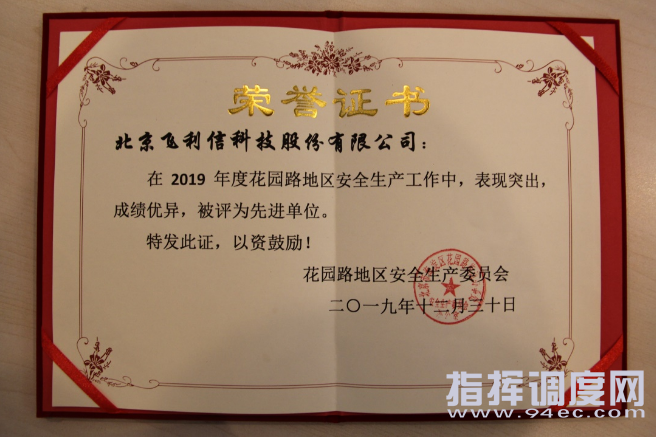 荣誉证书
北京飞利信科技股份有限公司：
在 2019 年度花园路地区安全生产工作中，表现突出，
成绩优异，被评为先进单位。
特发此证，以资鼓励！
花园路地区安全生产委员会
二〇一九年十二月三十日
指挥调度网
www.94ec.com